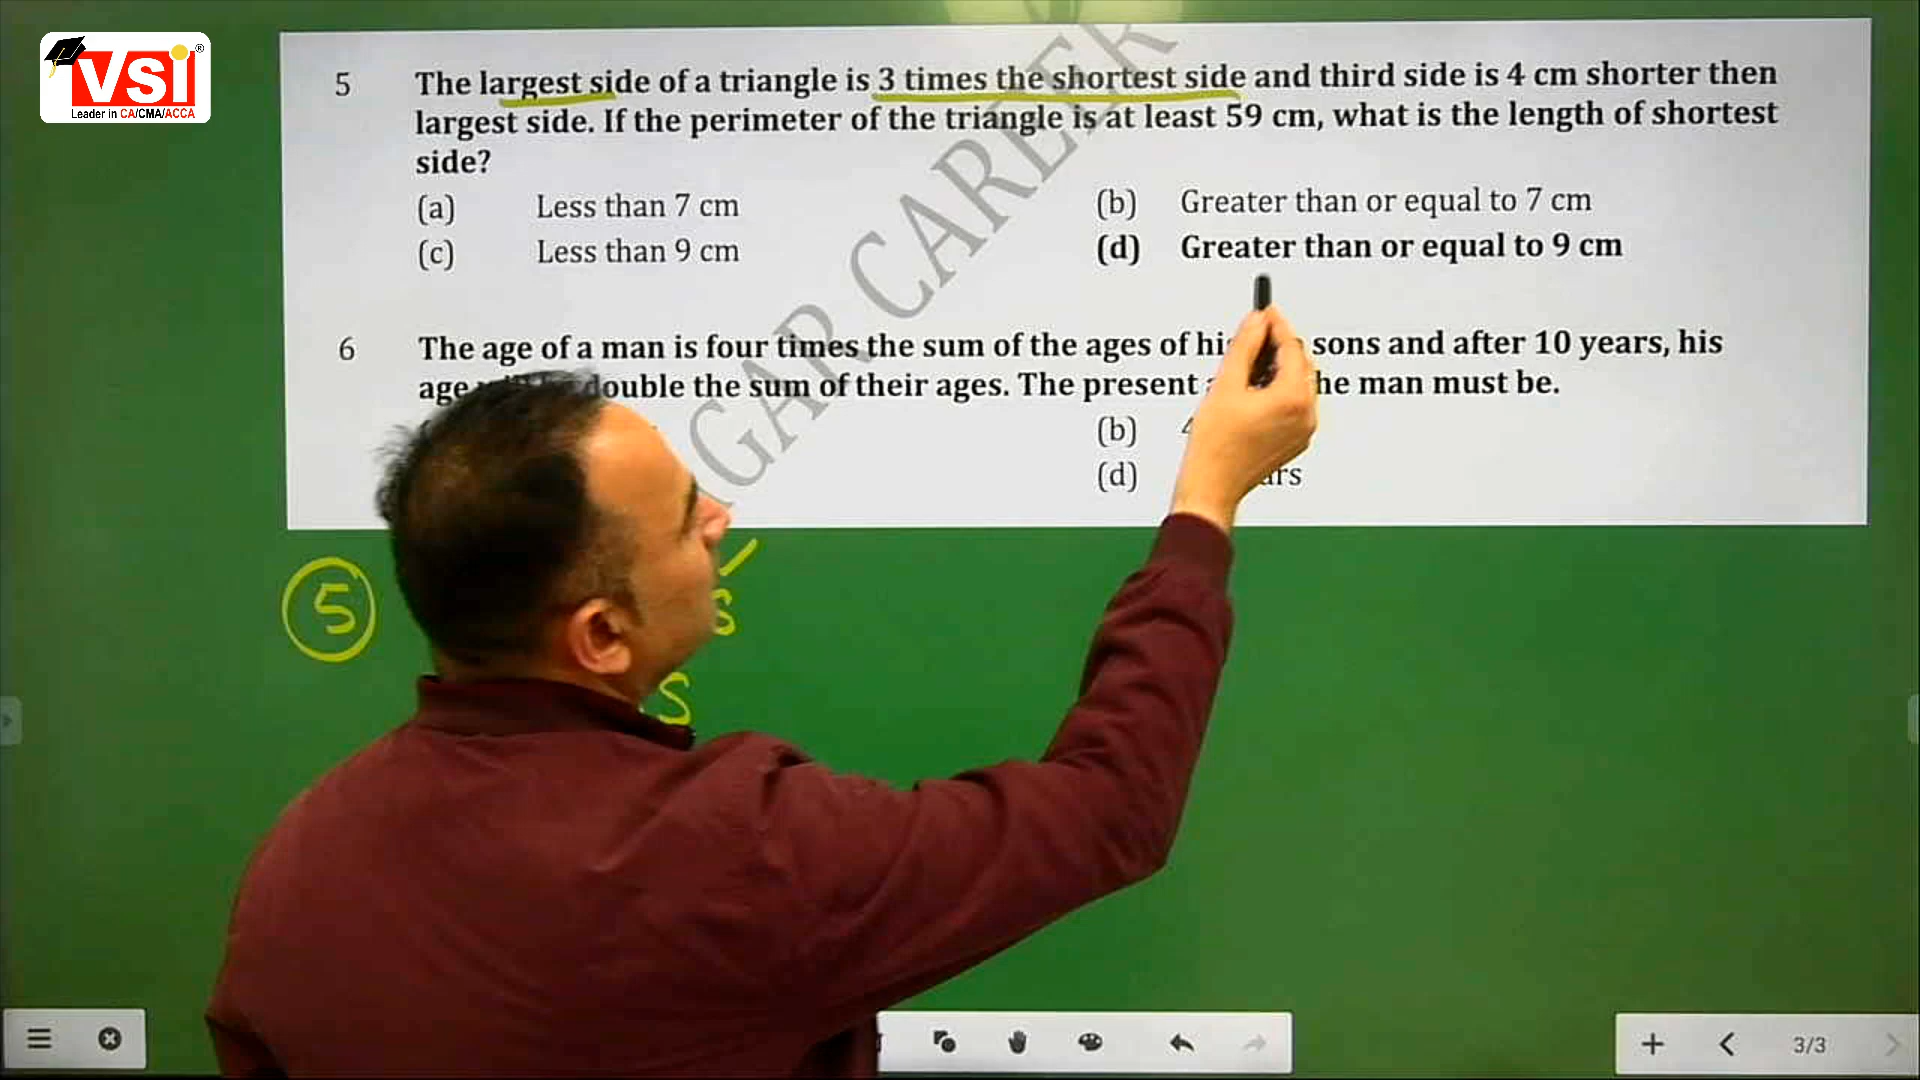 VSI®
Leader in CA/CMA/ACCA
5 The largest side of a triangle is 3 times the shortest side and third side is 4 cm shorter then
largest side. If the perimeter of the triangle is at least 59 cm, what is the length of shortest
side?
(a) Less than 7 cm (b) Greater than or equal to 7 cm
(c) Less than 9 cm (d) Greater than or equal to 9 cm
6 The age of a man is four times the sum of the ages of his sons and after 10 years, his
age double the sum of their ages. The present the man must be.
(b)
(d)
GAR CAREER
5 S
S
3/3